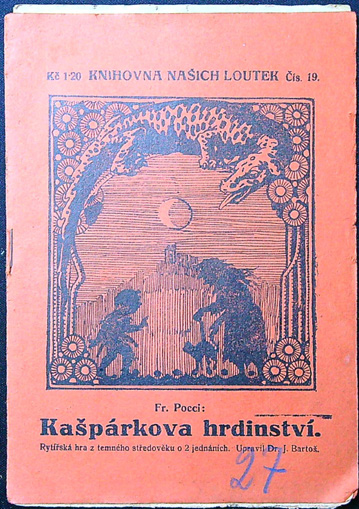 Kč 1·20 KNIHOVNA NAŠICH LOUTEK Čís. 19.
Fr. Pocci:
Kašpárkova hrdinství.
Rytířská hra z temného středověku o 2 jednáních. Upravil Dr. J. Bartoš.
27